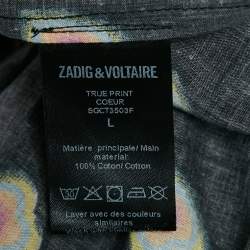 ZADIG&VOLTAIRE
TRUE PRINT
COEUR
SGCT3503F
L
Matière principale/ Main
material:
100% Coton/ Cotton
Laver avec des couleurs
similaires